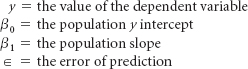 y = the value of the dependent variable
β₀ = the population y intercept
β₁ = the population slope
∈ = the error of prediction